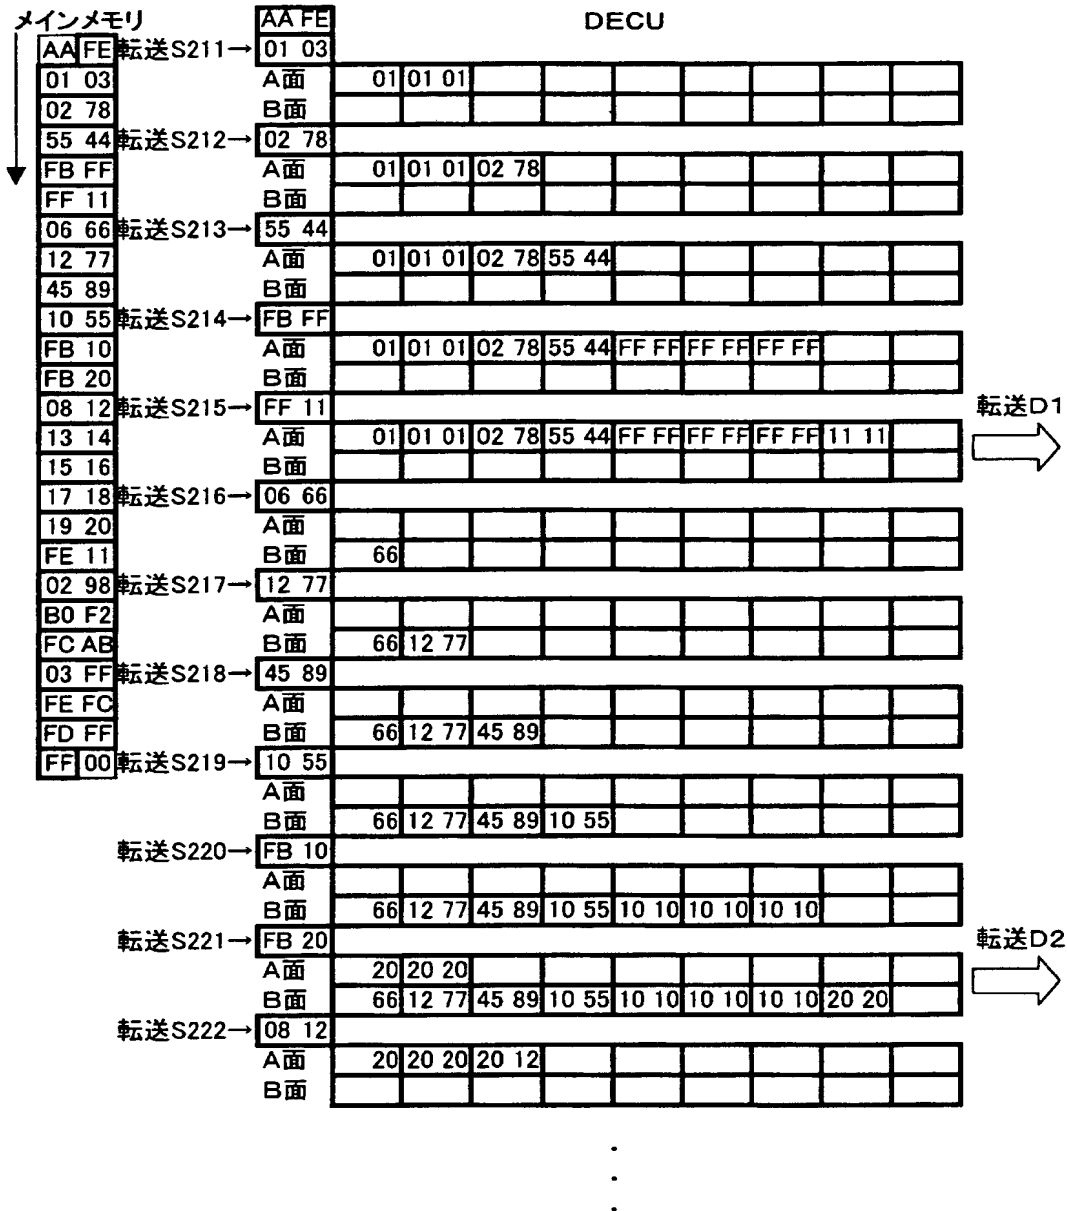 メインメモリ AA FE DECU
AA FE 転送S211→ 01 03
01 03 A面 01 01 01
02 78 B面
55 44 転送S212→ 02 78
FB FF A面 01 01 01 02 78
FF 11 B面
06 66 転送S213→ 55 44
12 77 A面 01 01 01 02 78 55 44
45 89 B面
10 55 転送S214→ FB FF
FB 10 A面 01 01 01 02 78 55 44 FF FF FF FF FF FF
FB 20 B面
08 12 転送S215→ FF 11 転送D1
13 14 A面 01 01 01 02 78 55 44 FF FF FF FF FF FF 11 11
15 16 B面
17 18 転送S216→ 06 66
19 20 A面
FE 11 B面 66
02 98 転送S217→ 12 77
B0 F2 A面
FC AB B面 66 12 77
03 FF 転送S218→ 45 89
FE FC A面
FD FF B面 66 12 77 45 89
FF 00 転送S219→ 10 55
A面
B面 66 12 77 45 89 10 55
転送S220→ FB 10
A面
B面 66 12 77 45 89 10 55 10 10 10 10 10 10
転送S221→ FB 20 転送D2
A面 20 20 20
B面 66 12 77 45 89 10 55 10 10 10 10 10 10 20 20
転送S222→ 08 12
A面 20 20 20 20 12
B面